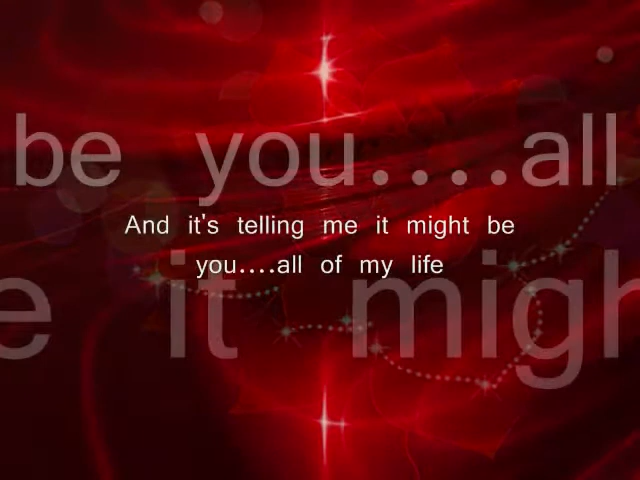 be you....all
And it's telling me it might be
you....all of my life
e it migh